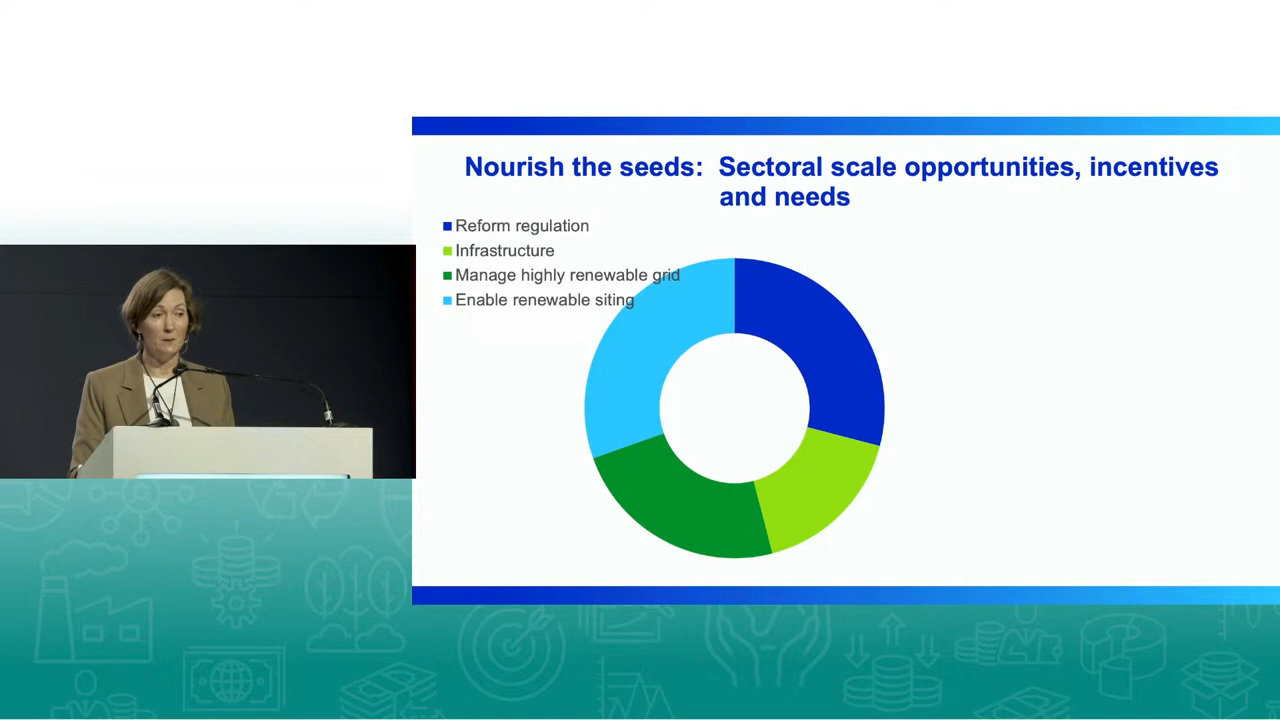 Nourish the seeds: Sectoral scale opportunities, incentives
and needs
Reform regulation
Infrastructure
Manage highly renewable grid
Enable renewable siting